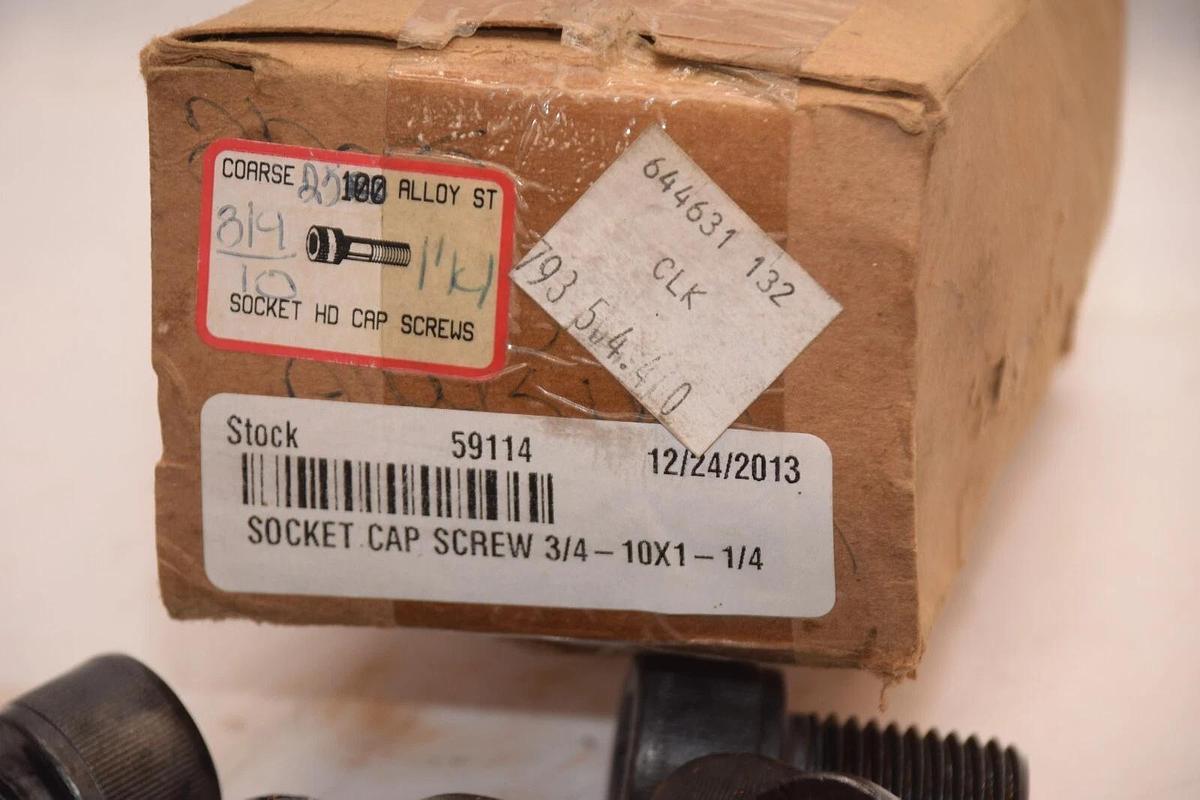 COARSE 25 100 ALLOY ST
3/4
10
1"1/4
SOCKET HD CAP SCREWS
644631 132
CLK
793 5.4.410
Stock 59114 12/24/2013
SOCKET CAP SCREW 3/4-10X1-1/4